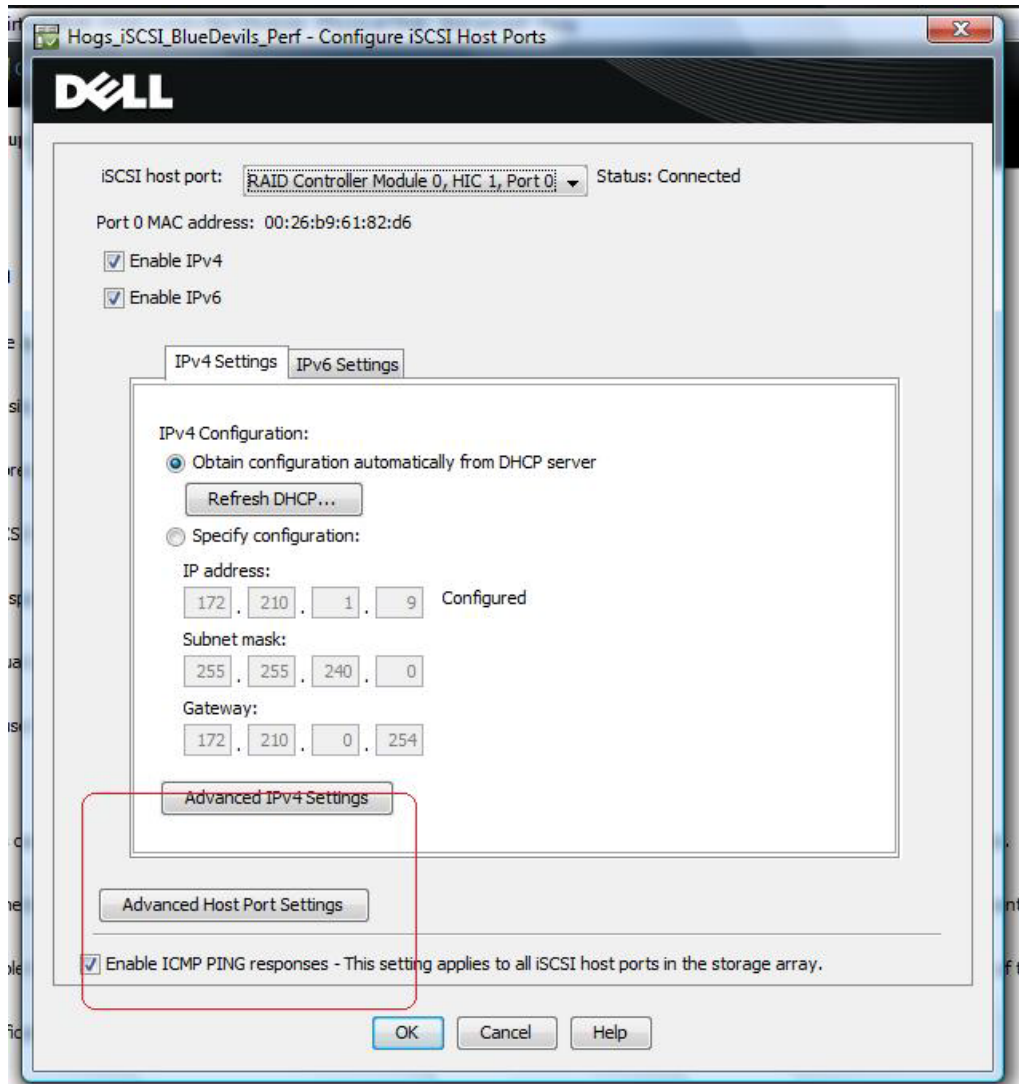 Hogs_iSCSI_BlueDevils_Perf - Configure iSCSI Host Ports
DELL
iSCSI host port: RAID Controller Module 0, HIC 1, Port 0 Status: Connected
Port 0 MAC address: 00:26:b9:61:82:d6
Enable IPv4
Enable IPv6
IPv4 Settings IPv6 Settings
IPv4 Configuration:
Obtain configuration automatically from DHCP server
Refresh DHCP...
Specify configuration:
IP address:
172 . 210 . 1 . 9 Configured
Subnet mask:
255 . 255 . 240 . 0
Gateway:
172 . 210 . 0 . 254
Advanced IPv4 Settings
Advanced Host Port Settings
Enable ICMP PING responses - This setting applies to all iSCSI host ports in the storage array.
OK Cancel Help